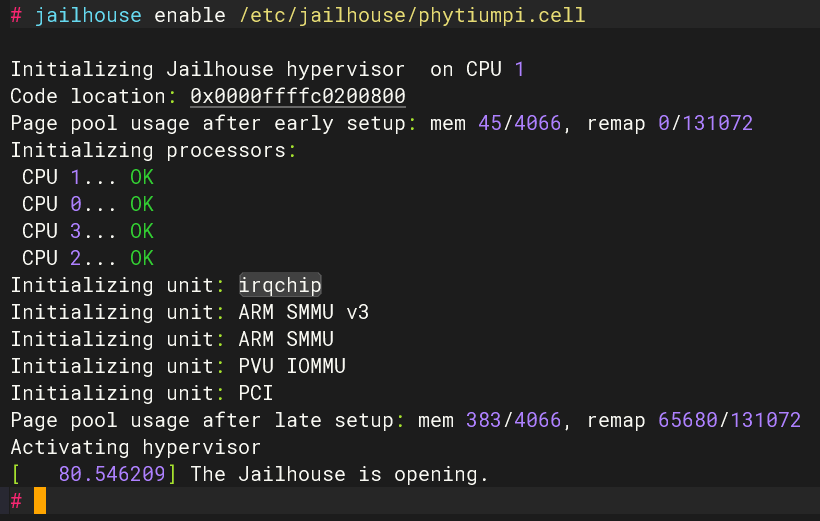 # jailhouse enable /etc/jailhouse/phytiumpi.cell
Initializing Jailhouse hypervisor  on CPU 1
Code location: 0x0000ffffc0200800
Page pool usage after early setup: mem 45/4066, remap 0/131072
Initializing processors:
 CPU 1... OK
 CPU 0... OK
 CPU 3... OK
 CPU 2... OK
Initializing unit: irqchip
Initializing unit: ARM SMMU v3
Initializing unit: ARM SMMU
Initializing unit: PVU IOMMU
Initializing unit: PCI
Page pool usage after late setup: mem 383/4066, remap 65680/131072
Activating hypervisor
[   80.546209] The Jailhouse is opening.
#